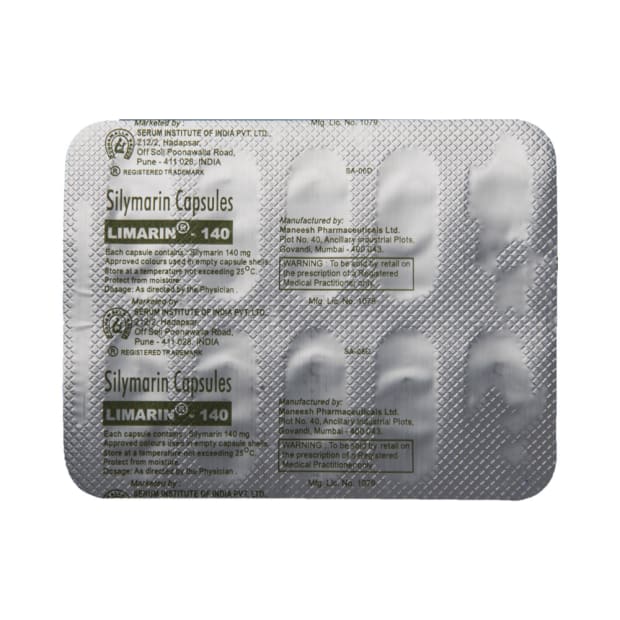 Marketed by :
SERUM INSTITUTE OF INDIA PVT. LTD.,
212/2, Hadapsar,
Off Soli Poonawalla Road,
Pune - 411 028, INDIA
® REGISTERED TRADEMARK
Silymarin Capsules
LIMARIN® - 140
Each capsule contains : Silymarin 140 mg
Approved colours used in empty capsule shells.
Store at a temperature not exceeding 25°C.
Protect from moisture.
Dosage: As directed by the Physician.
Mfg. Lic. No. 1079
Manufactured by:
Maneesh Pharmaceuticals Ltd.
Plot No. 40, Ancillary Industrial Plots,
Govandi, Mumbai - 400 043.
WARNING : To be sold by retail on
the prescription of a Registered
Medical Practitioner only.
Marketed by :
SERUM INSTITUTE OF INDIA PVT. LTD.,
212/2, Hadapsar,
Off Soli Poonawalla Road,
Pune - 411 028, INDIA
® REGISTERED TRADEMARK
Silymarin Capsules
LIMARIN® - 140
Each capsule contains : Silymarin 140 mg
Approved colours used in empty capsule shells.
Store at a temperature not exceeding 25°C.
Protect from moisture.
Dosage: As directed by the Physician.
Mfg. Lic. No. 1079
Manufactured by:
Maneesh Pharmaceuticals Ltd.
Plot No. 40, Ancillary Industrial Plots,
Govandi, Mumbai - 400 043.
WARNING : To be sold by retail on
the prescription of a Registered
Medical Practitioner only.
Marketed by :
SERUM INSTITUTE OF INDIA PVT. LTD.
Mfg. Lic. No. 1079